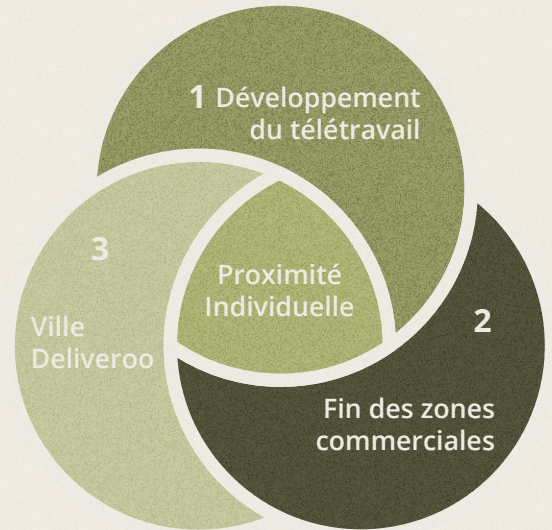 1 Développement
du télétravail
3
Ville
Deliveroo
Proximité
Individuelle
2
Fin des zones
commerciales